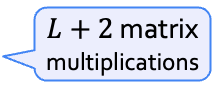 L + 2 matrix
multiplications